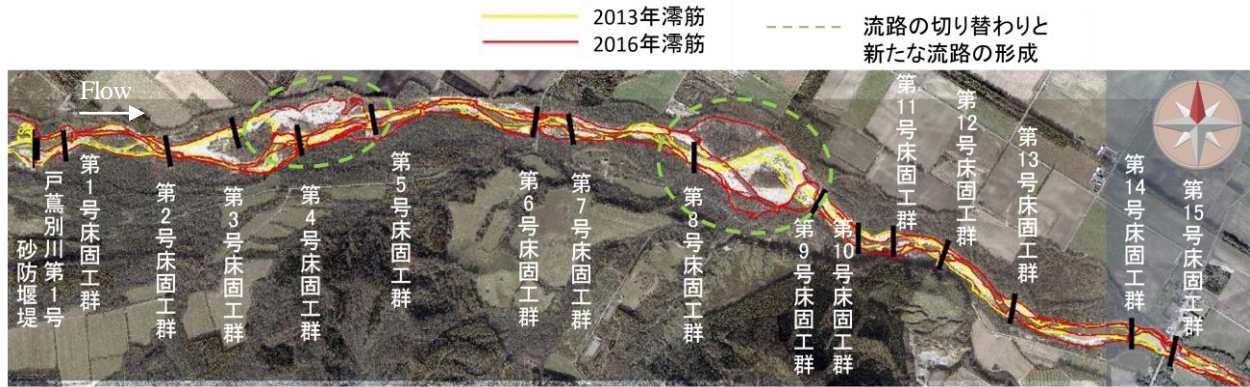 2013年澪筋
2016年澪筋
流路の切り替わりと
新たな流路の形成
Flow
戸蔦別川第1号
砂防堰堤
第1号床固工群
第2号床固工群
第3号床固工群
第4号床固工群
第5号床固工群
第6号床固工群
第7号床固工群
第8号床固工群
第9号床固工群
第10号床固工群
第11号床固工群
第12号床固工群
第13号床固工群
第14号床固工群
第15号床固工群